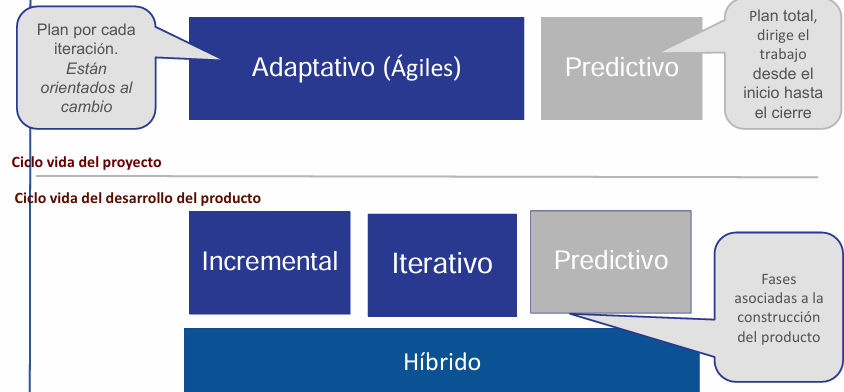 Plan por cada
iteración.
Están
orientados al
cambio
Adaptativo (Ágiles)
Predictivo
Plan total,
dirige el
trabajo
desde el
inicio hasta
el cierre
Ciclo vida del proyecto
Ciclo vida del desarrollo del producto
Incremental
Iterativo
Predictivo
Fases
asociadas a la
construcción
del producto
Híbrido